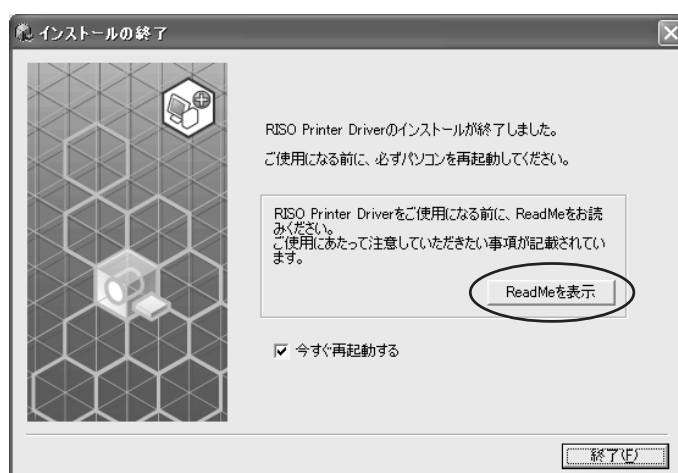 インストールの終了
RISO Printer Driverのインストールが終了しました。
ご使用になる前に、必ずパソコンを再起動してください。
RISO Printer Driverをご使用になる前に、ReadMeをお読
みください。
ご使用にあたって注意していただきたい事項が記載されてい
ます。
ReadMeを表示
今すぐ再起動する
終了(F)